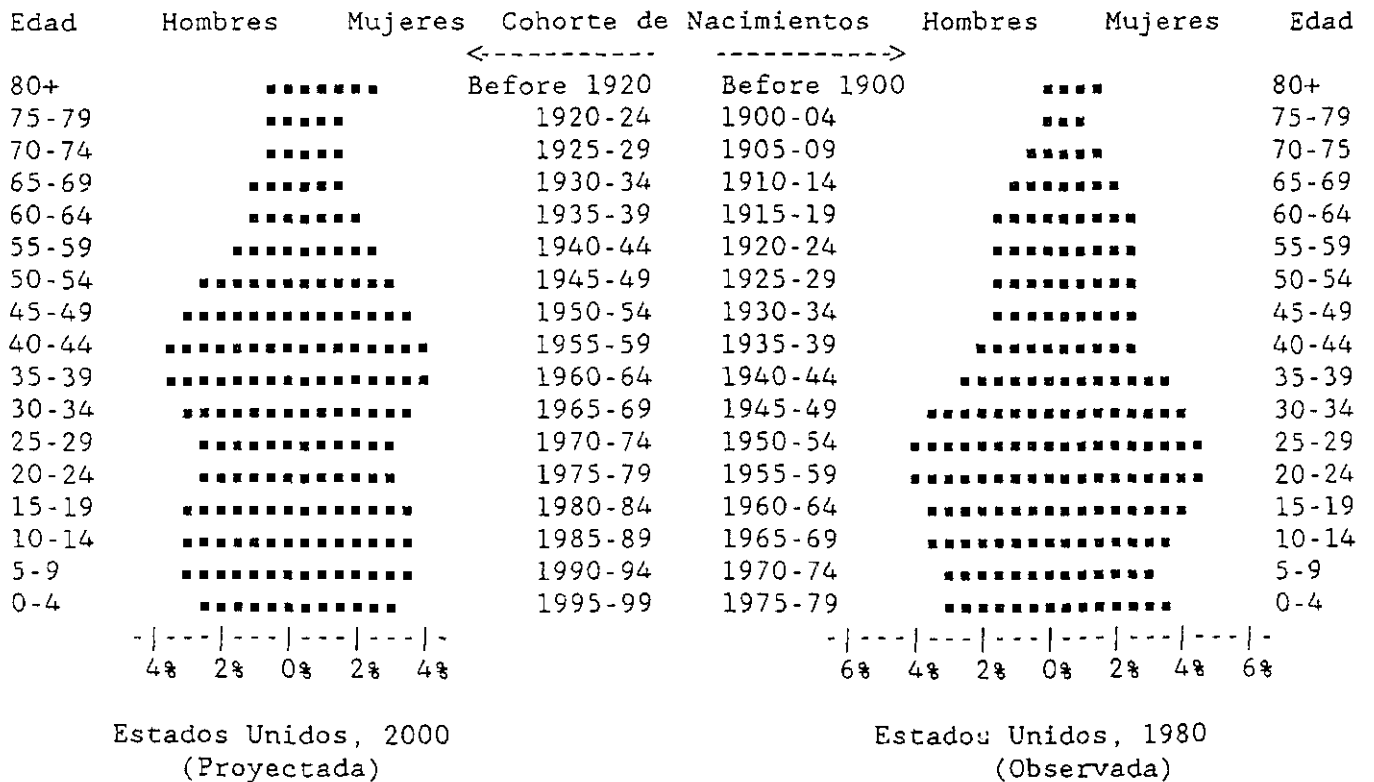 Edad Hombres Mujeres Cohorte de Nacimientos Hombres Mujeres Edad
<----------- ----------->
80+ Before 1920 Before 1900 80+
75-79 1920-24 1900-04 75-79
70-74 1925-29 1905-09 70-75
65-69 1930-34 1910-14 65-69
60-64 1935-39 1915-19 60-64
55-59 1940-44 1920-24 55-59
50-54 1945-49 1925-29 50-54
45-49 1950-54 1930-34 45-49
40-44 1955-59 1935-39 40-44
35-39 1960-64 1940-44 35-39
30-34 1965-69 1945-49 30-34
25-29 1970-74 1950-54 25-29
20-24 1975-79 1955-59 20-24
15-19 1980-84 1960-64 15-19
10-14 1985-89 1965-69 10-14
5-9 1990-94 1970-74 5-9
0-4 1995-99 1975-79 0-4
-|---|---|---|---|- -|---|---|---|---|---|---|-
4% 2% 0% 2% 4% 6% 4% 2% 0% 2% 4% 6%
Estados Unidos, 2000 Estados Unidos, 1980
(Proyectada) (Observada)